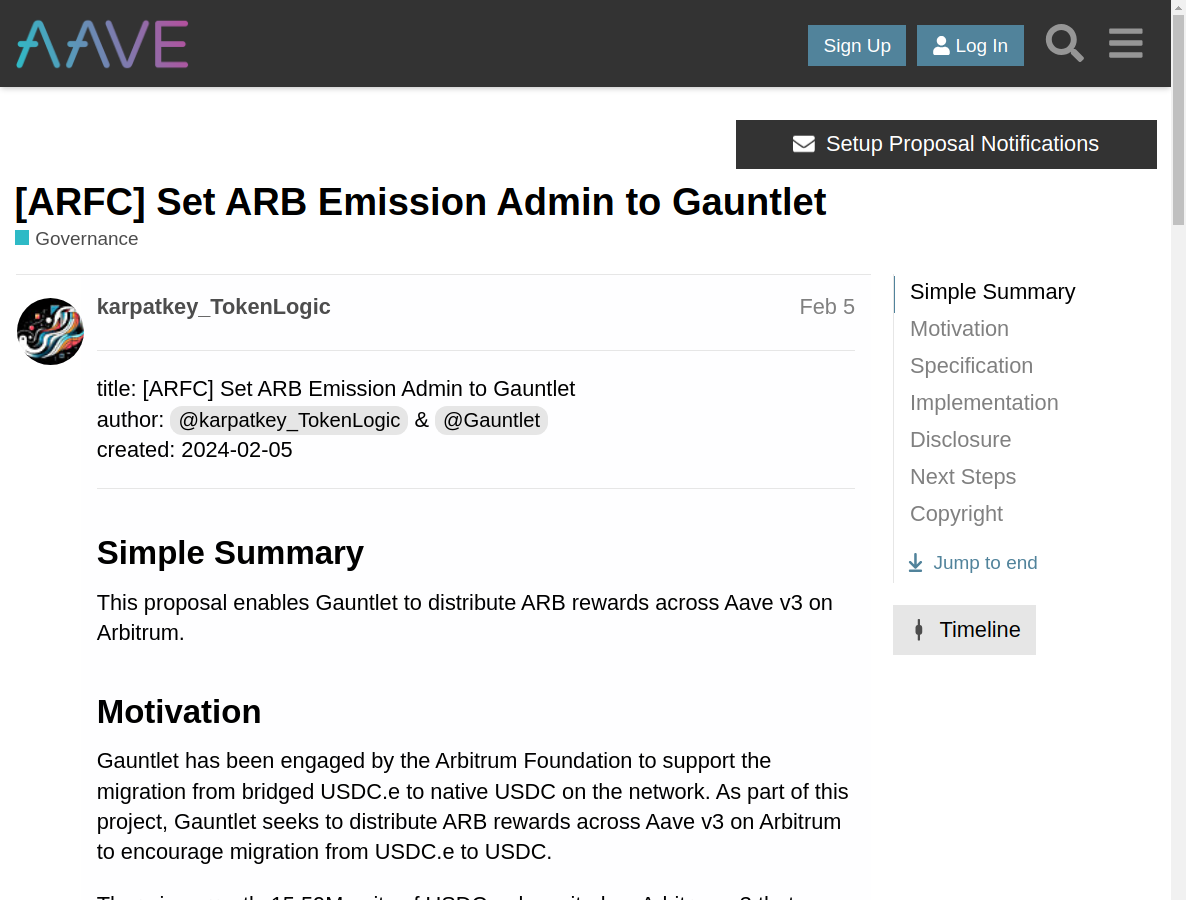 AAVE
Sign Up
Log In
Setup Proposal Notifications
[ARFC] Set ARB Emission Admin to Gauntlet
Governance
karpatkey_TokenLogic
Feb 5
title: [ARFC] Set ARB Emission Admin to Gauntlet
author: @karpatkey_TokenLogic & @Gauntlet
created: 2024-02-05
Simple Summary
This proposal enables Gauntlet to distribute ARB rewards across Aave v3 on
Arbitrum.
Motivation
Gauntlet has been engaged by the Arbitrum Foundation to support the
migration from bridged USDC.e to native USDC on the network. As part of this
project, Gauntlet seeks to distribute ARB rewards across Aave v3 on Arbitrum
to encourage migration from USDC.e to USDC.
Simple Summary
Motivation
Specification
Implementation
Disclosure
Next Steps
Copyright
Jump to end
Timeline